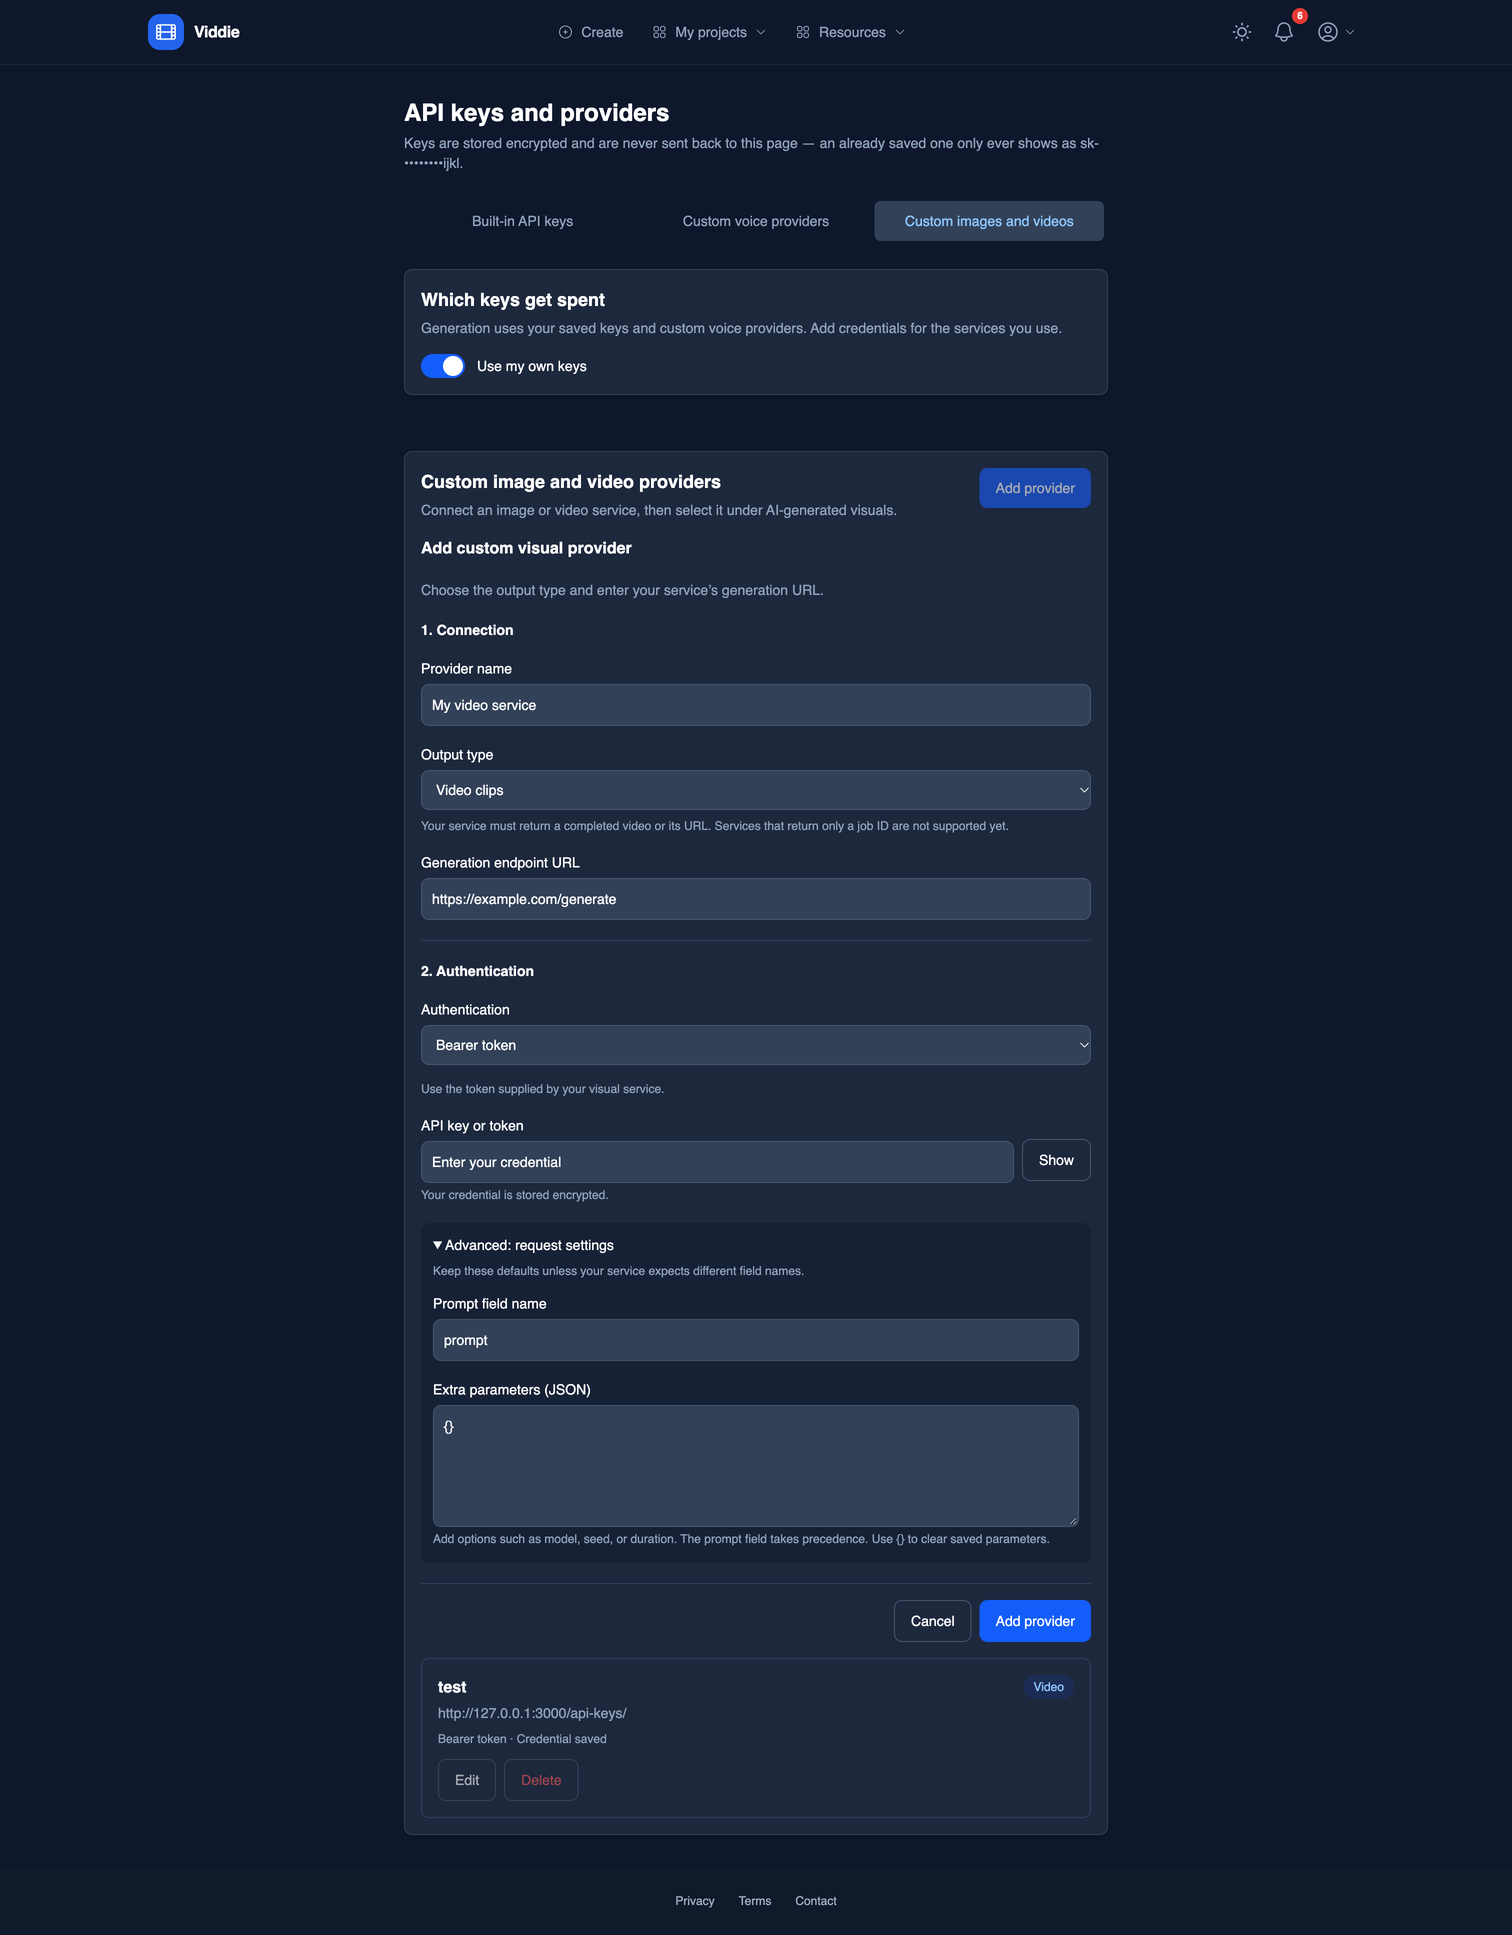 Viddie
Create
My projects
Resources
6
API keys and providers
Keys are stored encrypted and are never sent back to this page — an already saved one only ever shows as sk-
••••••••ijkl.
Built-in API keys
Custom voice providers
Custom images and videos
Which keys get spent
Generation uses your saved keys and custom voice providers. Add credentials for the services you use.
Use my own keys
Custom image and video providers
Add provider
Connect an image or video service, then select it under AI-generated visuals.
Add custom visual provider
Choose the output type and enter your service’s generation URL.
1. Connection
Provider name
My video service
Output type
Video clips
Your service must return a completed video or its URL. Services that return only a job ID are not supported yet.
Generation endpoint URL
https://example.com/generate
2. Authentication
Authentication
Bearer token
Use the token supplied by your visual service.
API key or token
Enter your credential
Show
Your credential is stored encrypted.
Advanced: request settings
Keep these defaults unless your service expects different field names.
Prompt field name
prompt
Extra parameters (JSON)
{}
Add options such as model, seed, or duration. The prompt field takes precedence. Use {} to clear saved parameters.
Cancel
Add provider
test
Video
http://127.0.0.1:3000/api-keys/
Bearer token · Credential saved
Edit
Delete
Privacy
Terms
Contact